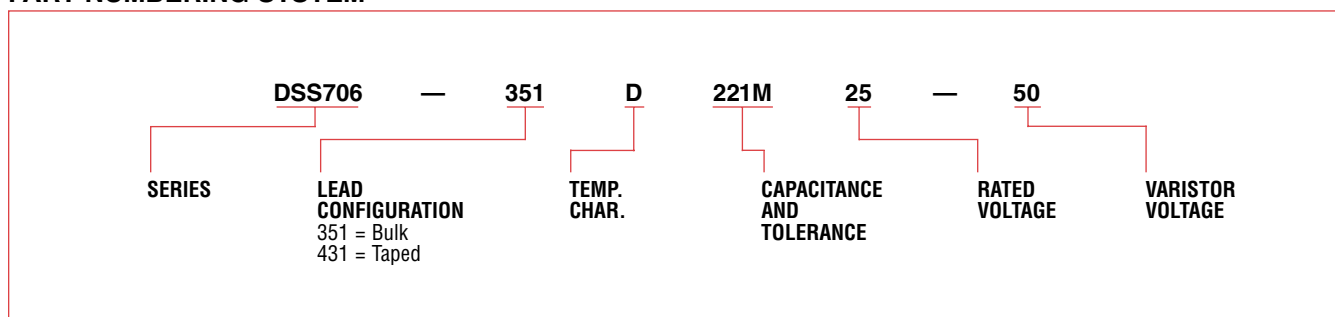 PART NUMBERING SYSTEM
DSS706 — 351 D 221M 25 — 50
SERIES
LEAD
CONFIGURATION
351 = Bulk
431 = Taped
TEMP.
CHAR.
CAPACITANCE
AND
TOLERANCE
RATED
VOLTAGE
VARISTOR
VOLTAGE